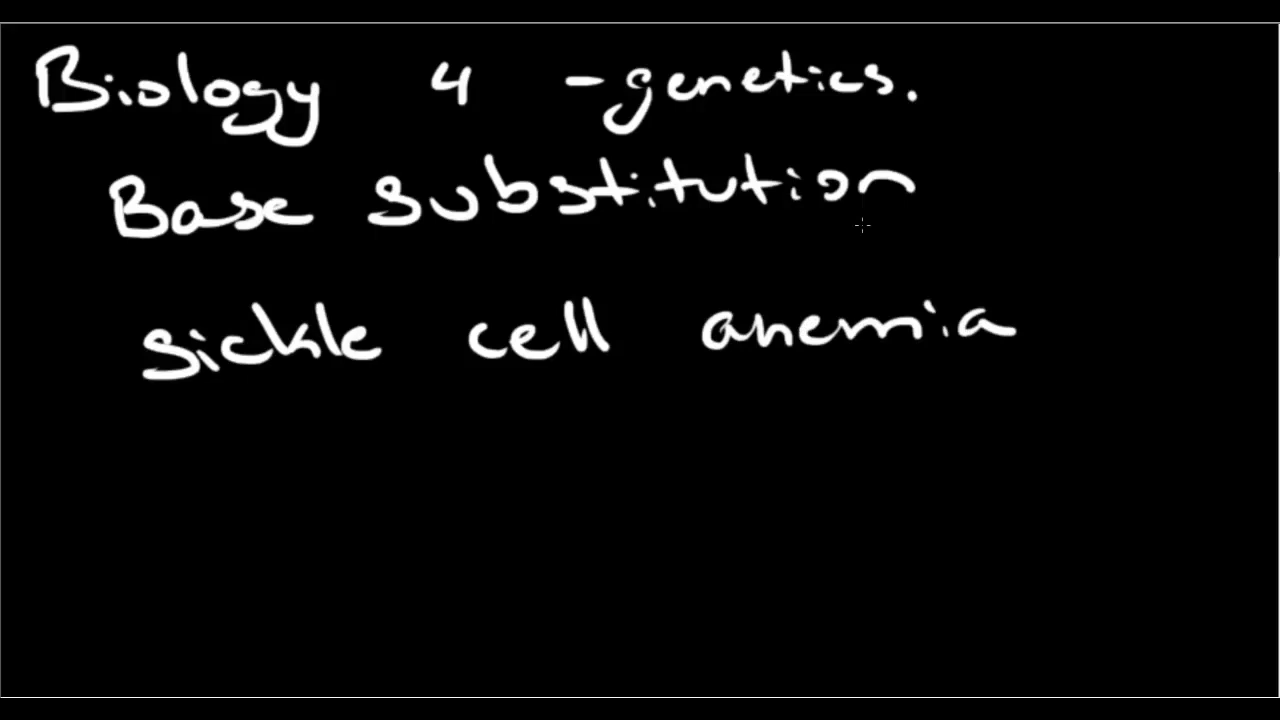 Biology 4 -genetics.
Base substitution
sickle cell anemia